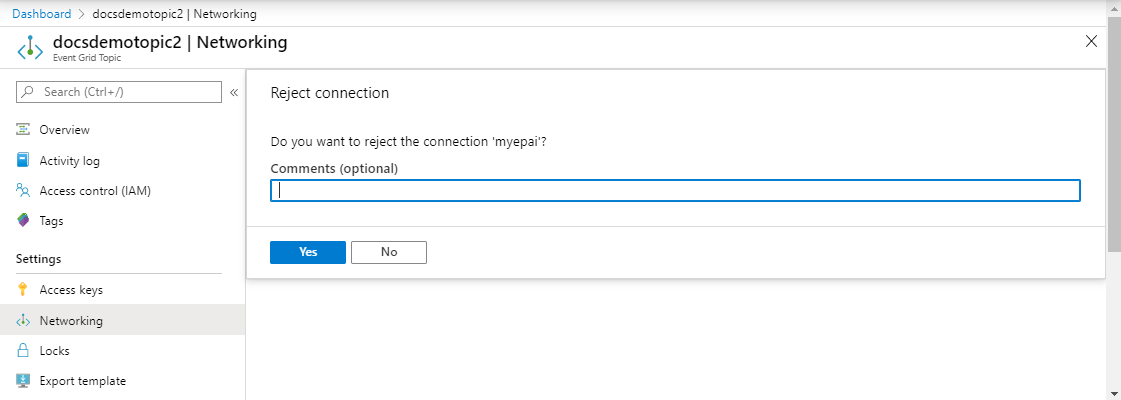 Dashboard > docsdemotopic2 | Networking
docsdemotopic2 | Networking
Event Grid Topic
Search (Ctrl+/)
«
Overview
Activity log
Access control (IAM)
Tags
Settings
Access keys
Networking
Locks
Export template
Reject connection
Do you want to reject the connection 'myepai'?
Comments (optional)
Yes
No